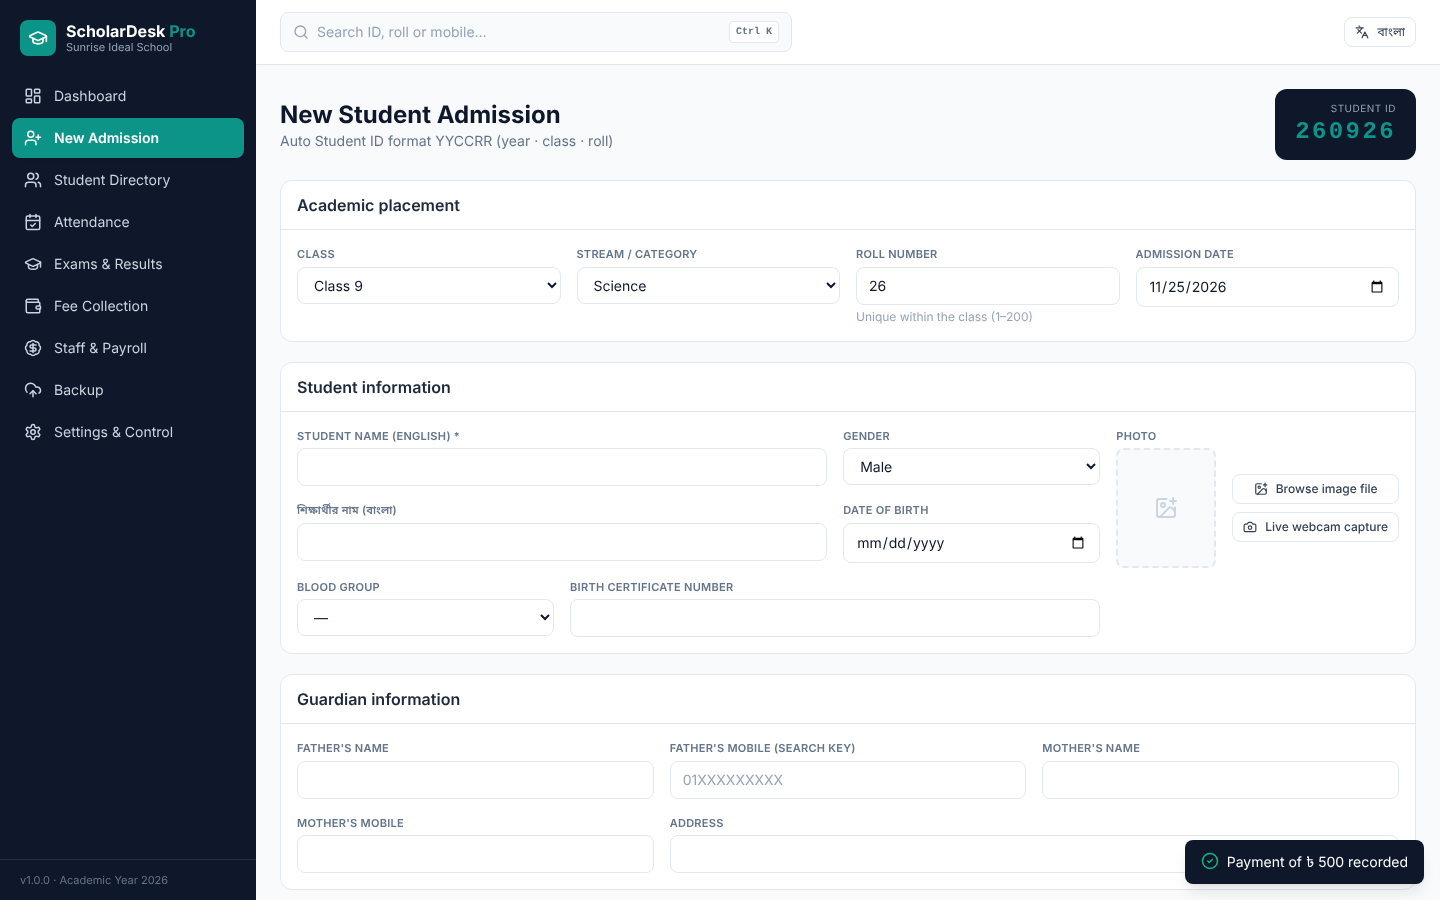 ScholarDesk Pro
Sunrise Ideal School
Dashboard
New Admission
Student Directory
Attendance
Exams & Results
Fee Collection
Staff & Payroll
Backup
Settings & Control
v1.0.0 · Academic Year 2026
Search ID, roll or mobile...
Ctrl K
বাংলা
New Student Admission
Auto Student ID format YYCCRR (year · class · roll)
STUDENT ID
260926
Academic placement
CLASS
Class 9
STREAM / CATEGORY
Science
ROLL NUMBER
26
Unique within the class (1–200)
ADMISSION DATE
11/25/2026
Student information
STUDENT NAME (ENGLISH) *
GENDER
Male
PHOTO
Browse image file
Live webcam capture
শিক্ষার্থীর নাম (বাংলা)
DATE OF BIRTH
mm/dd/yyyy
BLOOD GROUP
—
BIRTH CERTIFICATE NUMBER
Guardian information
FATHER'S NAME
FATHER'S MOBILE (SEARCH KEY)
01XXXXXXXXX
MOTHER'S NAME
MOTHER'S MOBILE
ADDRESS
Payment of ৳ 500 recorded